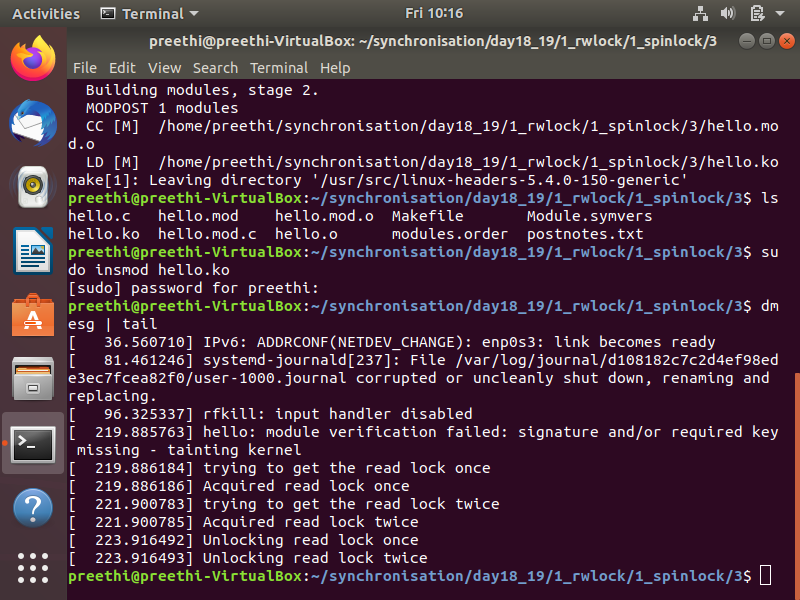 Activities
Terminal
Fri 10:16
preethi@preethi-VirtualBox: ~/synchronisation/day18_19/1_rwlock/1_spinlock/3
File Edit View Search Terminal Help
  Building modules, stage 2.
  MODPOST 1 modules
  CC [M]  /home/preethi/synchronisation/day18_19/1_rwlock/1_spinlock/3/hello.mo
d.o
  LD [M]  /home/preethi/synchronisation/day18_19/1_rwlock/1_spinlock/3/hello.ko
make[1]: Leaving directory '/usr/src/linux-headers-5.4.0-150-generic'
preethi@preethi-VirtualBox:~/synchronisation/day18_19/1_rwlock/1_spinlock/3$ ls
hello.c   hello.mod    hello.mod.o  Makefile       Module.symvers
hello.ko  hello.mod.c  hello.o      modules.order  postnotes.txt
preethi@preethi-VirtualBox:~/synchronisation/day18_19/1_rwlock/1_spinlock/3$ su
do insmod hello.ko
[sudo] password for preethi:
preethi@preethi-VirtualBox:~/synchronisation/day18_19/1_rwlock/1_spinlock/3$ dm
esg | tail
[   36.560710] IPv6: ADDRCONF(NETDEV_CHANGE): enp0s3: link becomes ready
[   81.461246] systemd-journald[237]: File /var/log/journal/d108182c7c2d4ef98ed
e3ec7fcea82f0/user-1000.journal corrupted or uncleanly shut down, renaming and
replacing.
[   96.325337] rfkill: input handler disabled
[  219.885763] hello: module verification failed: signature and/or required key
 missing - tainting kernel
[  219.886184] trying to get the read lock once
[  219.886186] Acquired read lock once
[  221.900783] trying to get the read lock twice
[  221.900785] Acquired read lock twice
[  223.916492] Unlocking read lock once
[  223.916493] Unlocking read lock twice
preethi@preethi-VirtualBox:~/synchronisation/day18_19/1_rwlock/1_spinlock/3$